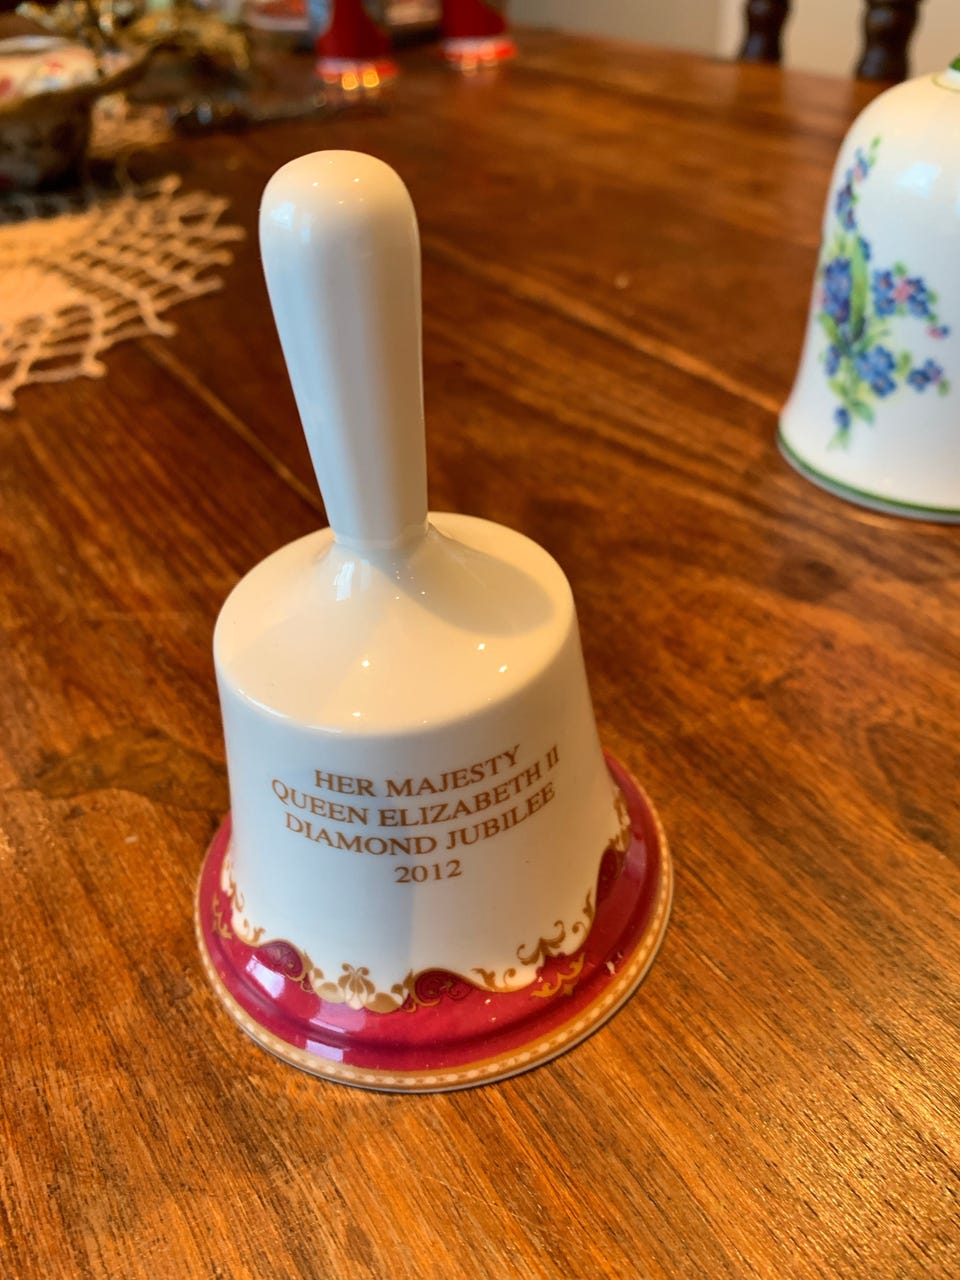 HER MAJESTY
QUEEN ELIZABETH II
DIAMOND JUBILEE
2012